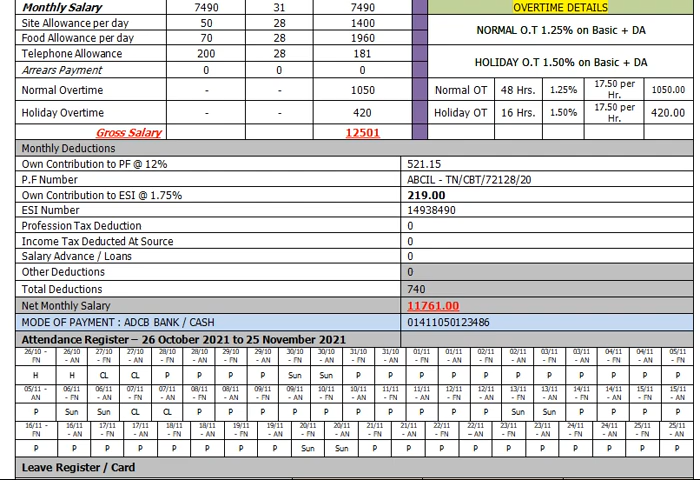 Monthly Salary 7490 31 7490 OVERTIME DETAILS
Site Allowance per day 50 28 1400
NORMAL O.T 1.25% on Basic + DA
Food Allowance per day 70 28 1960
Telephone Allowance 200 28 181
HOLIDAY O.T 1.50% on Basic + DA
Arrears Payment 0 0 0
Normal Overtime - - 1050 Normal OT 48 Hrs. 1.25% 17.50 per Hr. 1050.00
Holiday Overtime - - 420 Holiday OT 16 Hrs. 1.50% 17.50 per Hr. 420.00
Gross Salary 12501
Monthly Deductions
Own Contribution to PF @ 12% 521.15
P.F Number ABCIL - TN/CBT/72128/20
Own Contribution to ESI @ 1.75% 219.00
ESI Number 14938490
Profession Tax Deduction 0
Income Tax Deducted At Source 0
Salary Advance / Loans 0
Other Deductions 0
Total Deductions 740
Net Monthly Salary 11761.00
MODE OF PAYMENT : ADCB BANK / CASH 01411050123486
Attendance Register – 26 October 2021 to 25 November 2021
26/10 - FN 26/10 - AN 27/10 - FN 27/10 - AN 28/10 - FN 28/10 - AN 29/10 - FN 29/10 - AN 30/10 - FN 30/10 - AN 31/10 - FN 31/10 - AN 01/11 - FN 01/11 - AN 02/11 - FN 02/11 - AN 03/11 - FN 03/11 - AN 04/11 - FN 04/11 - AN 05/11 - FN
H H CL CL P P P P Sun Sun P P P P P P P P P P P
05/11 - AN 06/11 - FN 06/11 - AN 07/11 - FN 07/11 - AN 08/11 - FN 08/11 - AN 09/11 - FN 09/11 - AN 10/11 - FN 10/11 - AN 11/11 - FN 11/11 - AN 12/11 - FN 12/11 - AN 13/11 - FN 13/11 - AN 14/11 - FN 14/11 - AN 15/11 - FN 15/11 - AN
P Sun Sun CL CL P P P P P P P P P P Sun Sun P P P P
16/11 - FN 16/11 - AN 17/11 - FN 17/11 - AN 18/11 - FN 18/11 - AN 19/11 - FN 19/11 - AN 20/11 - FN 20/11 - AN 21/11 - FN 21/11 - AN 22/11 - FN 22/11 - AN 23/11 - FN 23/11 - AN 24/11 - FN 24/11 - AN 25/11 - FN 25/11 - AN
P P P P P P P P Sun Sun P P P P P P P P P P
Leave Register / Card